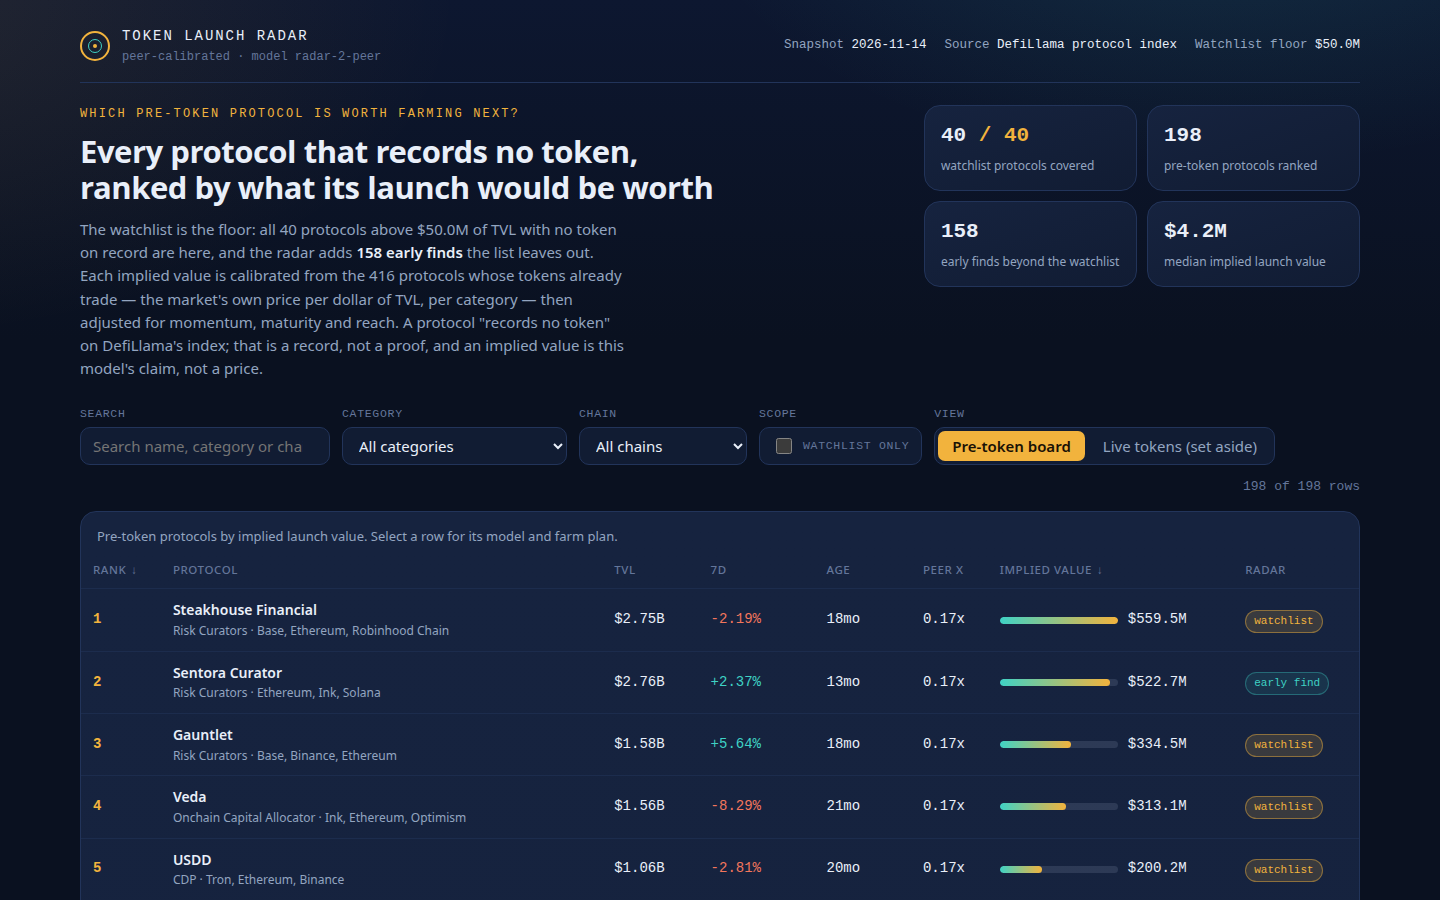 TOKEN LAUNCH RADAR
peer-calibrated · model radar-2-peer
Snapshot 2026-11-14 Source DefiLlama protocol index Watchlist floor $50.0M
WHICH PRE-TOKEN PROTOCOL IS WORTH FARMING NEXT?
Every protocol that records no token,
ranked by what its launch would be worth
The watchlist is the floor: all 40 protocols above $50.0M of TVL with no token
on record are here, and the radar adds 158 early finds the list leaves out.
Each implied value is calibrated from the 416 protocols whose tokens already
trade — the market's own price per dollar of TVL, per category — then
adjusted for momentum, maturity and reach. A protocol "records no token"
on DefiLlama's index; that is a record, not a proof, and an implied value is this
model's claim, not a price.
40 / 40
watchlist protocols covered
198
pre-token protocols ranked
158
early finds beyond the watchlist
$4.2M
median implied launch value
SEARCH CATEGORY CHAIN SCOPE VIEW
Search name, category or cha All categories All chains WATCHLIST ONLY Pre-token board Live tokens (set aside)
198 of 198 rows
Pre-token protocols by implied launch value. Select a row for its model and farm plan.
RANK ↓ PROTOCOL TVL 7D AGE PEER X IMPLIED VALUE ↓ RADAR
1 Steakhouse Financial $2.75B -2.19% 18mo 0.17x $559.5M watchlist
Risk Curators · Base, Ethereum, Robinhood Chain
2 Sentora Curator $2.76B +2.37% 13mo 0.17x $522.7M early find
Risk Curators · Ethereum, Ink, Solana
3 Gauntlet $1.58B +5.64% 18mo 0.17x $334.5M watchlist
Risk Curators · Base, Binance, Ethereum
4 Veda $1.56B -8.29% 21mo 0.17x $313.1M watchlist
Onchain Capital Allocator · Ink, Ethereum, Optimism
5 USDD $1.06B -2.81% 20mo 0.17x $200.2M watchlist
CDP · Tron, Ethereum, Binance